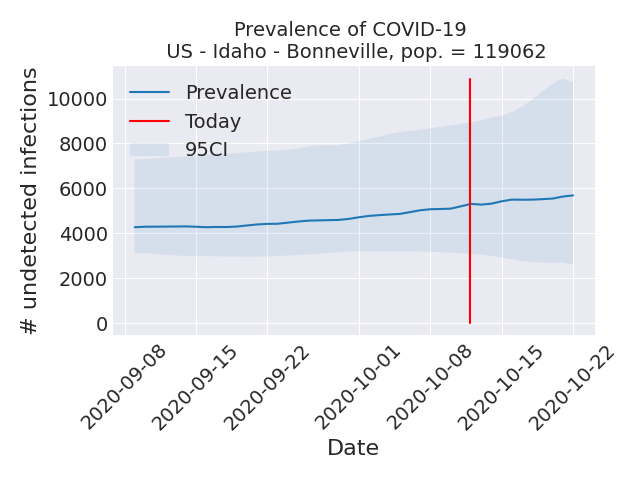 Prevalence of COVID-19
US - Idaho - Bonneville, pop. = 119062
# undetected infections
10000
8000
6000
4000
2000
0
Prevalence
Today
95CI
2020-09-08
2020-09-15
2020-09-22
2020-10-01
2020-10-08
2020-10-15
2020-10-22
Date